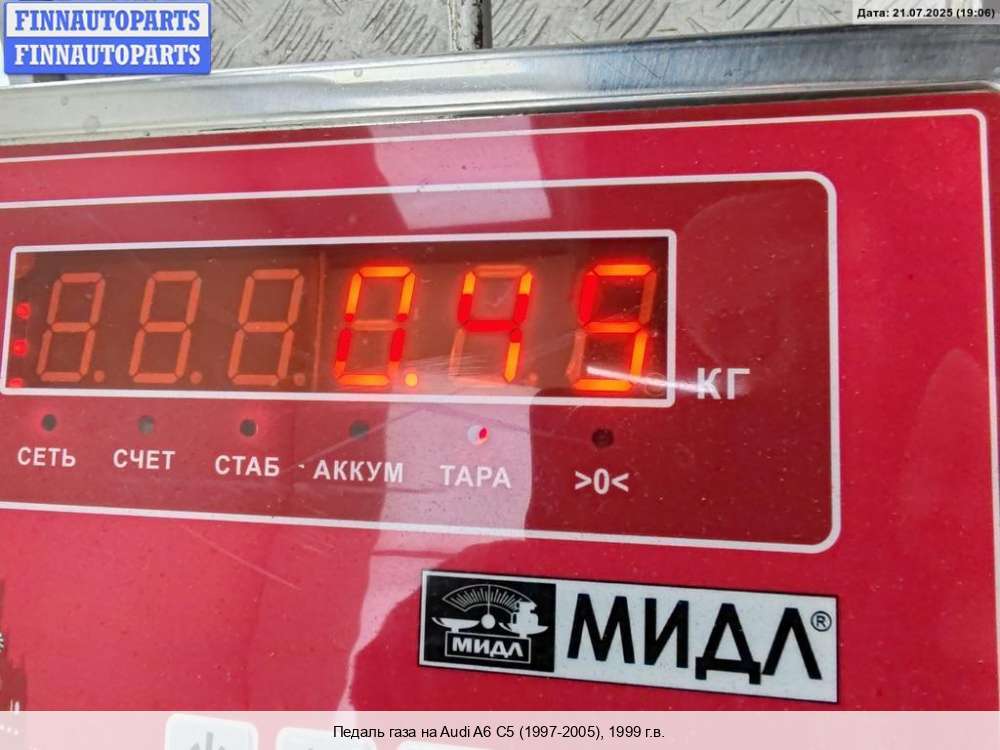 FINNAUTOPARTS
FINNAUTOPARTS
Дата: 21.07.2025 (19:06)
0.45
КГ
СЕТЬ СЧЕТ СТАБ АККУМ ТАРА >0<
МИДЛ
МИДЛ®
Педаль газа на Audi A6 C5 (1997-2005), 1999 г.в.